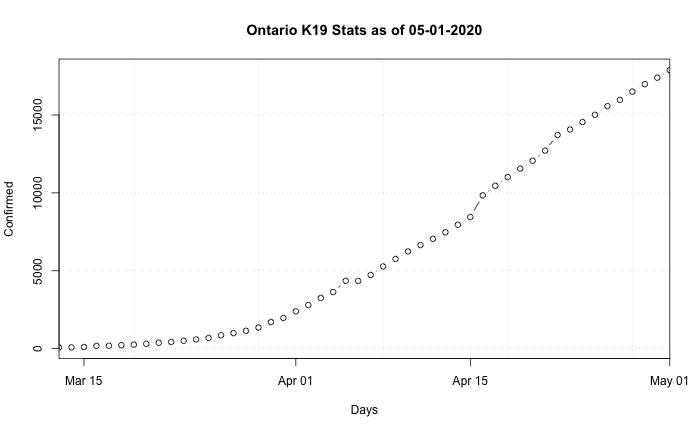 Ontario K19 Stats as of 05-01-2020
Confirmed
15000
10000
5000
0
Mar 15 Apr 01 Apr 15 May 01
Days